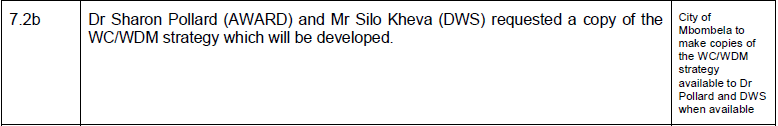 7.2b
Dr Sharon Pollard (AWARD) and Mr Silo Kheva (DWS) requested a copy of the
WC/WDM strategy which will be developed.
City of
Mbombela to
make copies of
the WC/WDM
strategy
available to Dr
Pollard and DWS
when available